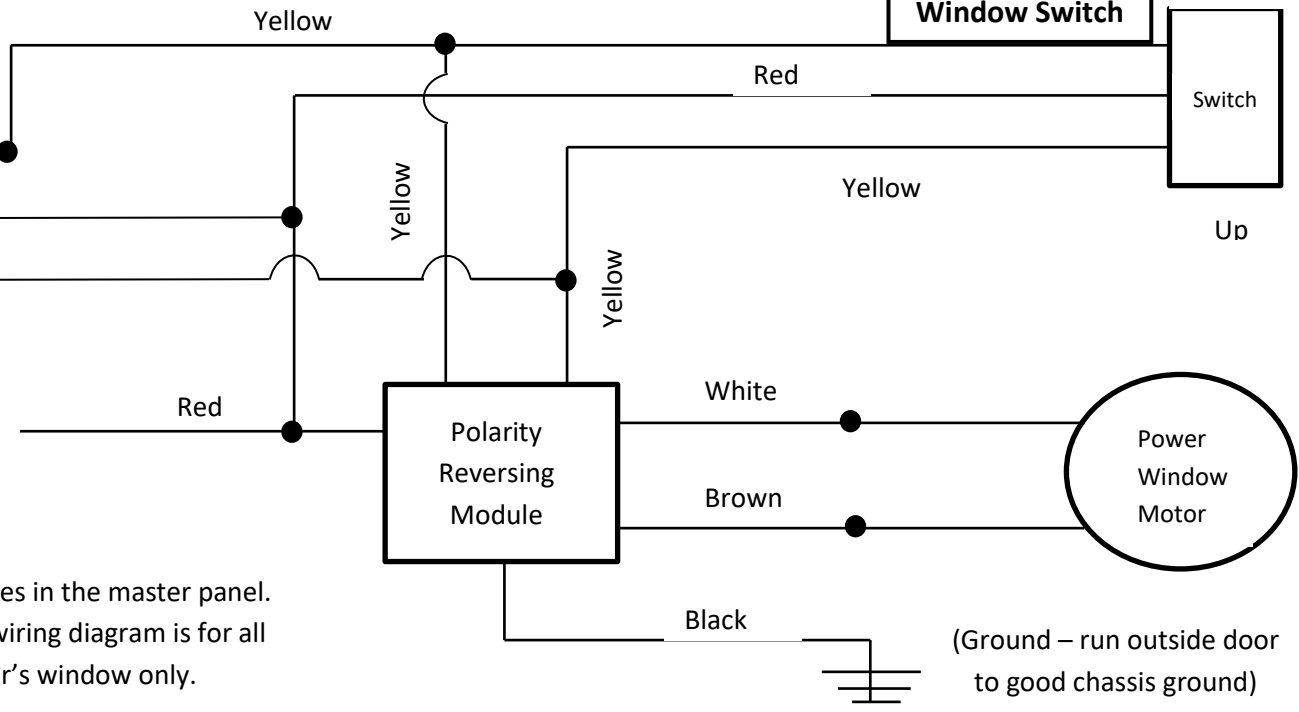 Yellow
Window Switch
Red
Switch
Yellow
Yellow
Up
Yellow
Red
White
Polarity
Reversing
Module
Power
Window
Motor
Brown
es in the master panel.
wiring diagram is for all
r’s window only.
Black
(Ground – run outside door
to good chassis ground)